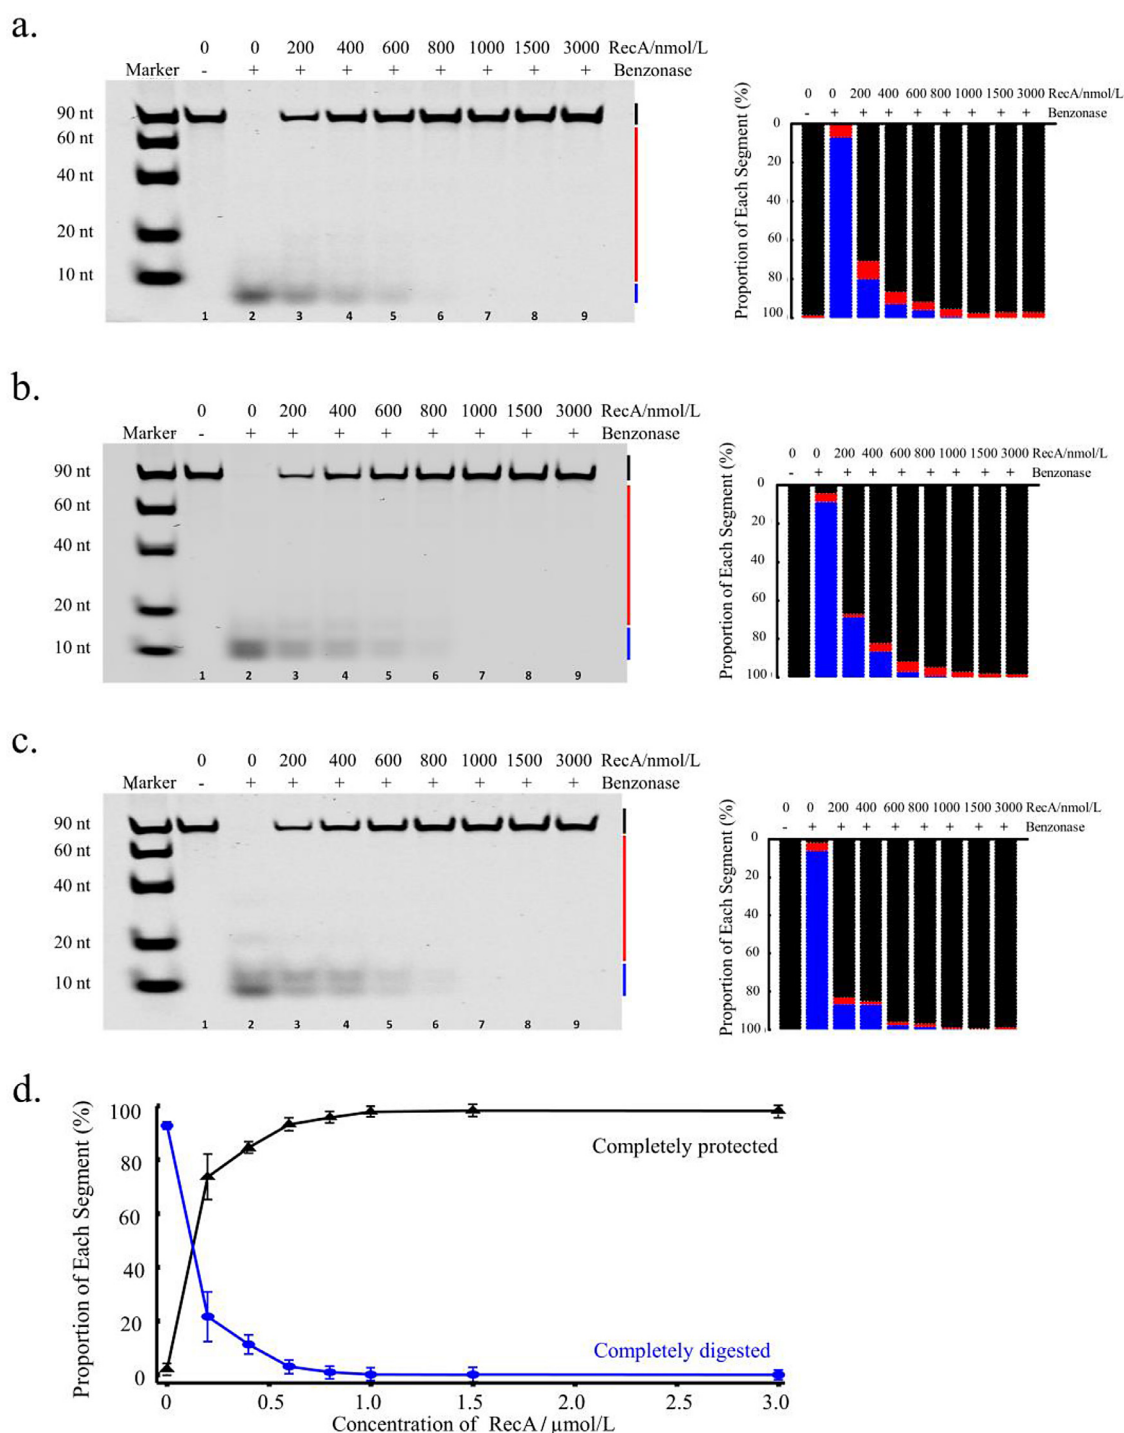 a.
0 0 200 400 600 800 1000 1500 3000 RecA/nmol/L
Marker - + + + + + + + + Benzonase
90 nt
60 nt
40 nt
20 nt
10 nt
1 2 3 4 5 6 7 8 9
0 0 200 400 600 800 1000 1500 3000 RecA/nmol/L
- + + + + + + + + Benzonase
Proportion of Each Segment (%)
0
20
40
60
80
100
b.
0 0 200 400 600 800 1000 1500 3000 RecA/nmol/L
Marker - + + + + + + + + Benzonase
90 nt
60 nt
40 nt
20 nt
10 nt
1 2 3 4 5 6 7 8 9
0 0 200 400 600 800 1000 1500 3000 RecA/nmol/L
- + + + + + + + + Benzonase
Proportion of Each Segment (%)
0
20
40
60
80
100
c.
0 0 200 400 600 800 1000 1500 3000 RecA/nmol/L
Marker - + + + + + + + + Benzonase
90 nt
60 nt
40 nt
20 nt
10 nt
1 2 3 4 5 6 7 8 9
0 0 200 400 600 800 1000 1500 3000 RecA/nmol/L
- + + + + + + + + Benzonase
Proportion of Each Segment (%)
0
20
40
60
80
100
d.
Proportion of Each Segment (%)
100
80
60
40
20
0
Completely protected
Completely digested
0 0.5 1.0 1.5 2.0 2.5 3.0
Concentration of RecA / μmol/L